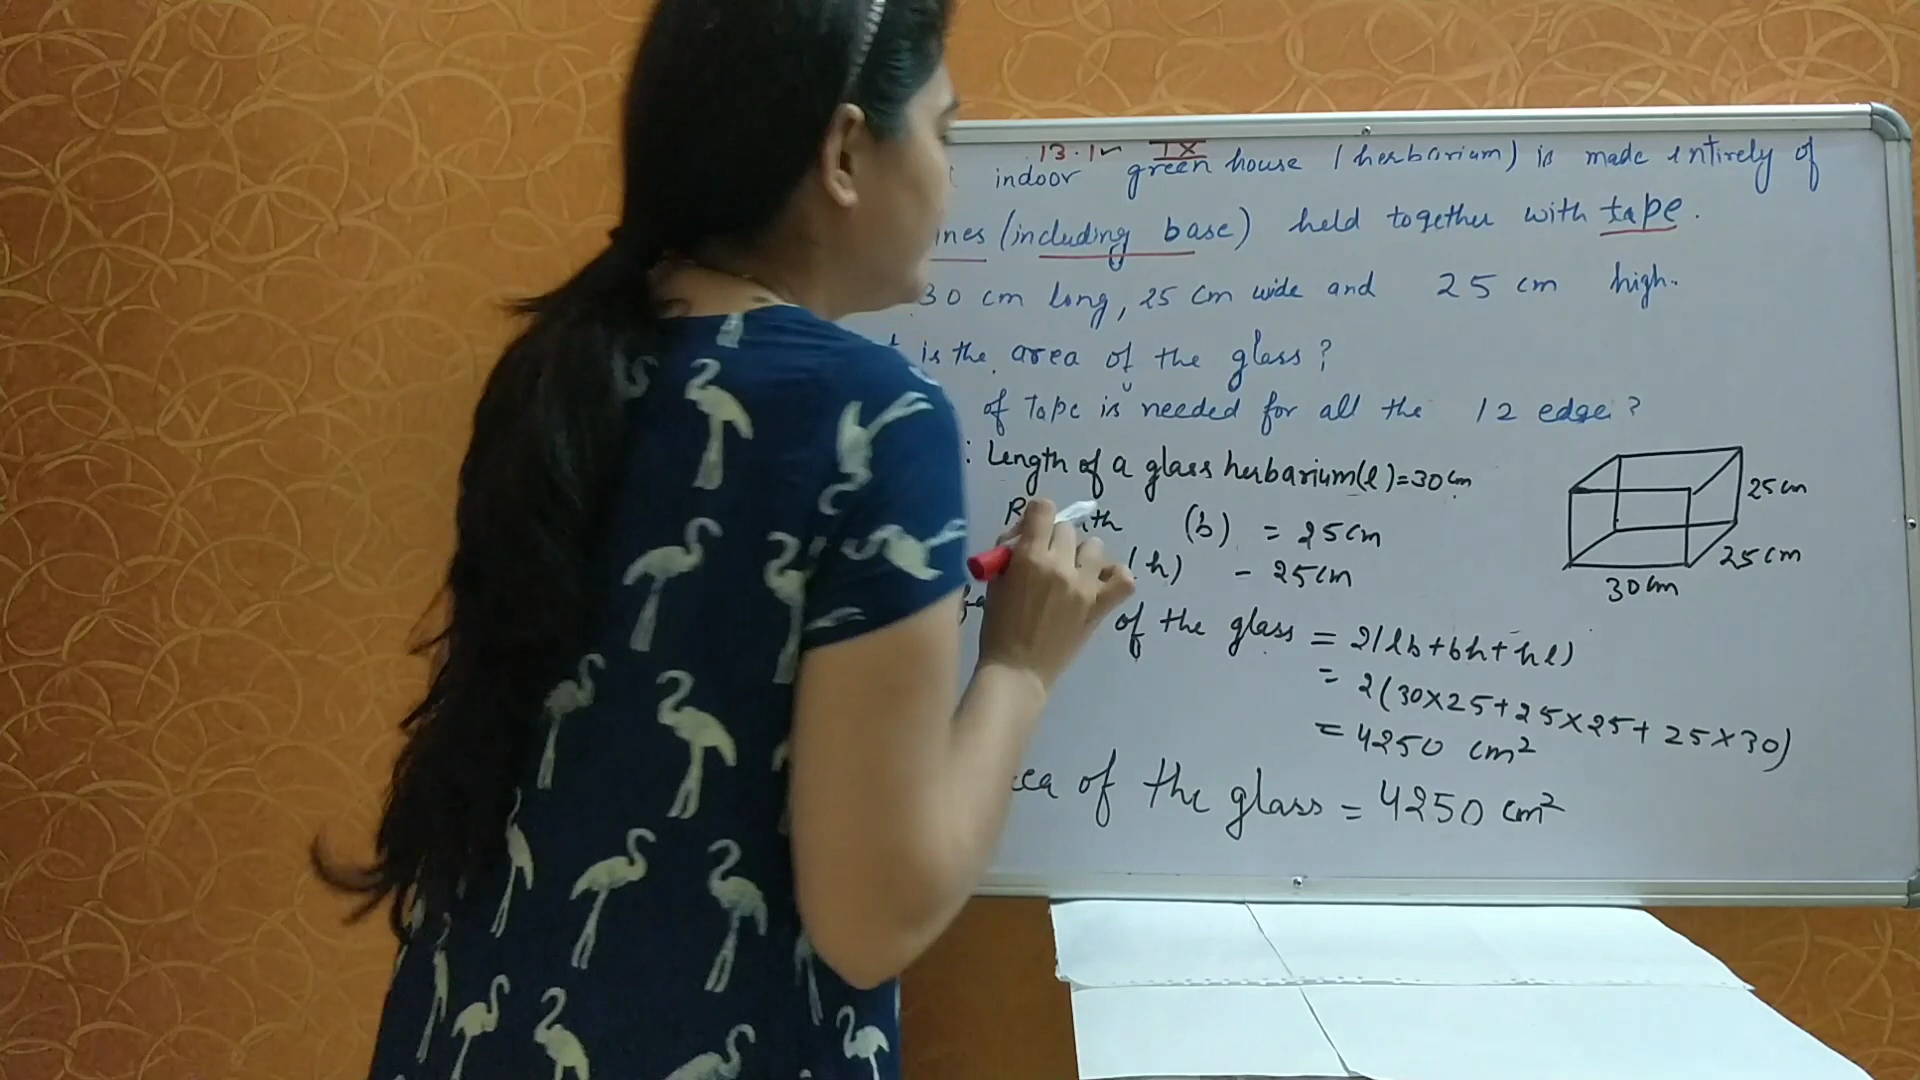 13.1 IX
indoor green house (herbarium) is made entirely of
ines (including base) held together with tape.
30 cm long, 25 cm wide and 25 cm high.
is the area of the glass?
of Tape is needed for all the 12 edge?
: Length of a glass herbarium(l)=30cm
(b) = 25cm
(h) - 25cm
of the glass = 2(lb+bh+hl)
= 2(30×25+25×25+25×30)
= 4250 cm²
of the glass = 4250 cm²
25cm
25cm
30cm